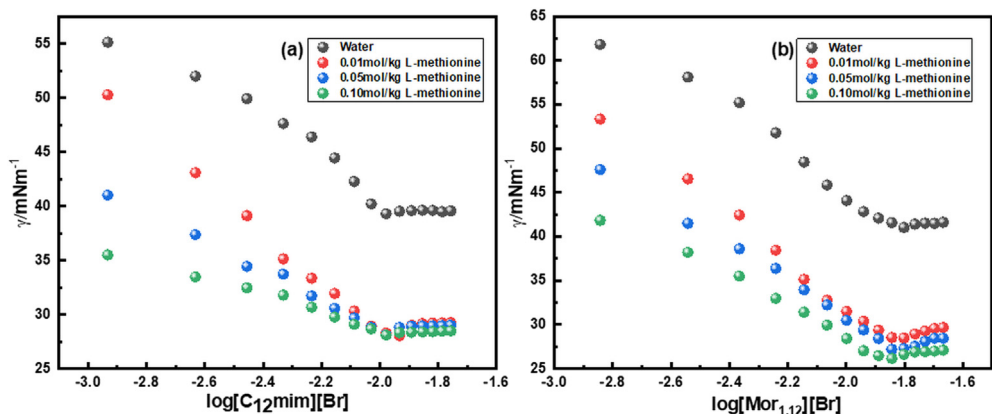 (a)
Water
0.01mol/kg L-methionine
0.05mol/kg L-methionine
0.10mol/kg L-methionine
55
50
45
40
35
30
25
γ/mNm-1
-3.0 -2.8 -2.6 -2.4 -2.2 -2.0 -1.8 -1.6
log[C12mim][Br]
(b)
Water
0.01mol/kg L-methionine
0.05mol/kg L-methionine
0.10mol/kg L-methionine
65
60
55
50
45
40
35
30
25
γ/mNm-1
-3.0 -2.8 -2.6 -2.4 -2.2 -2.0 -1.8 -1.6 -1.4
log[Mor1,12][Br]